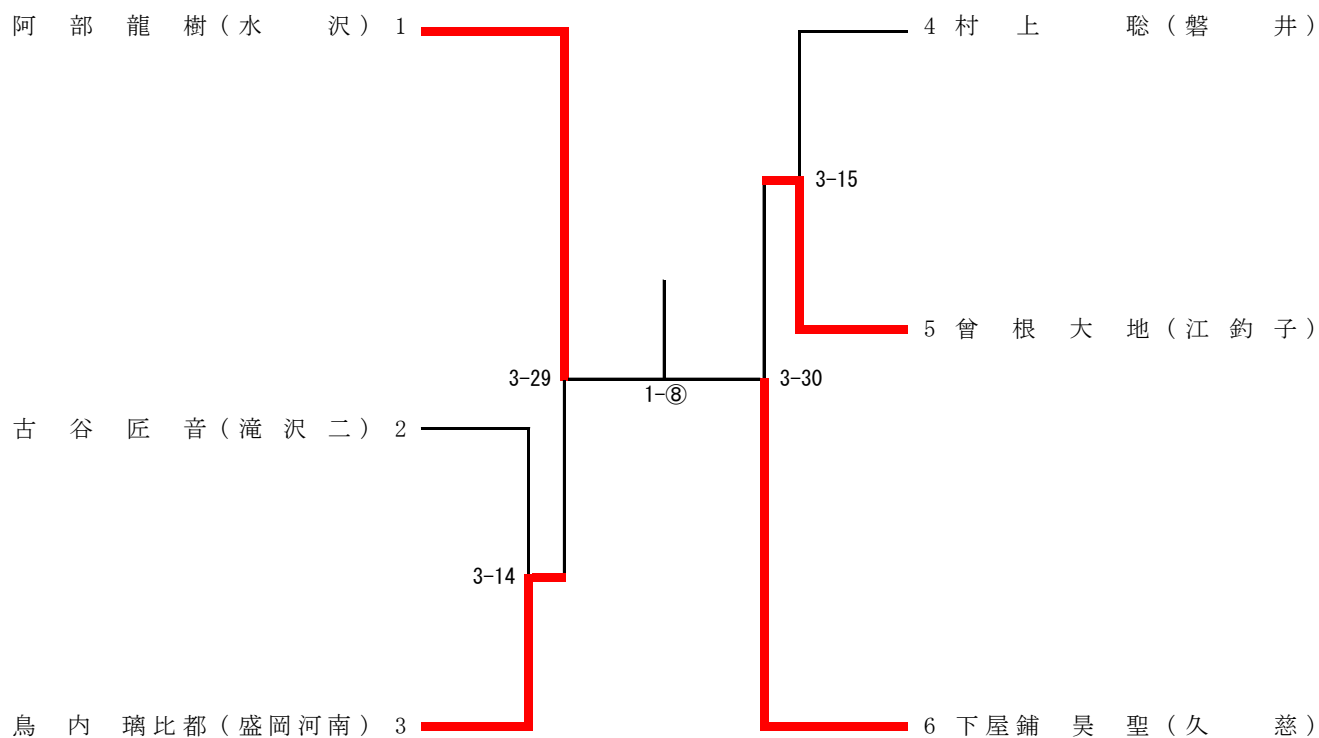 阿部龍樹(水沢) 1
4 村上聡(磐井)
3-15
5 曾根大地(江釣子)
3-29
3-30
1-⑧
古谷匠音(滝沢二) 2
3-14
鳥内璃比都(盛岡河南) 3
6 下屋鋪昊聖(久慈)